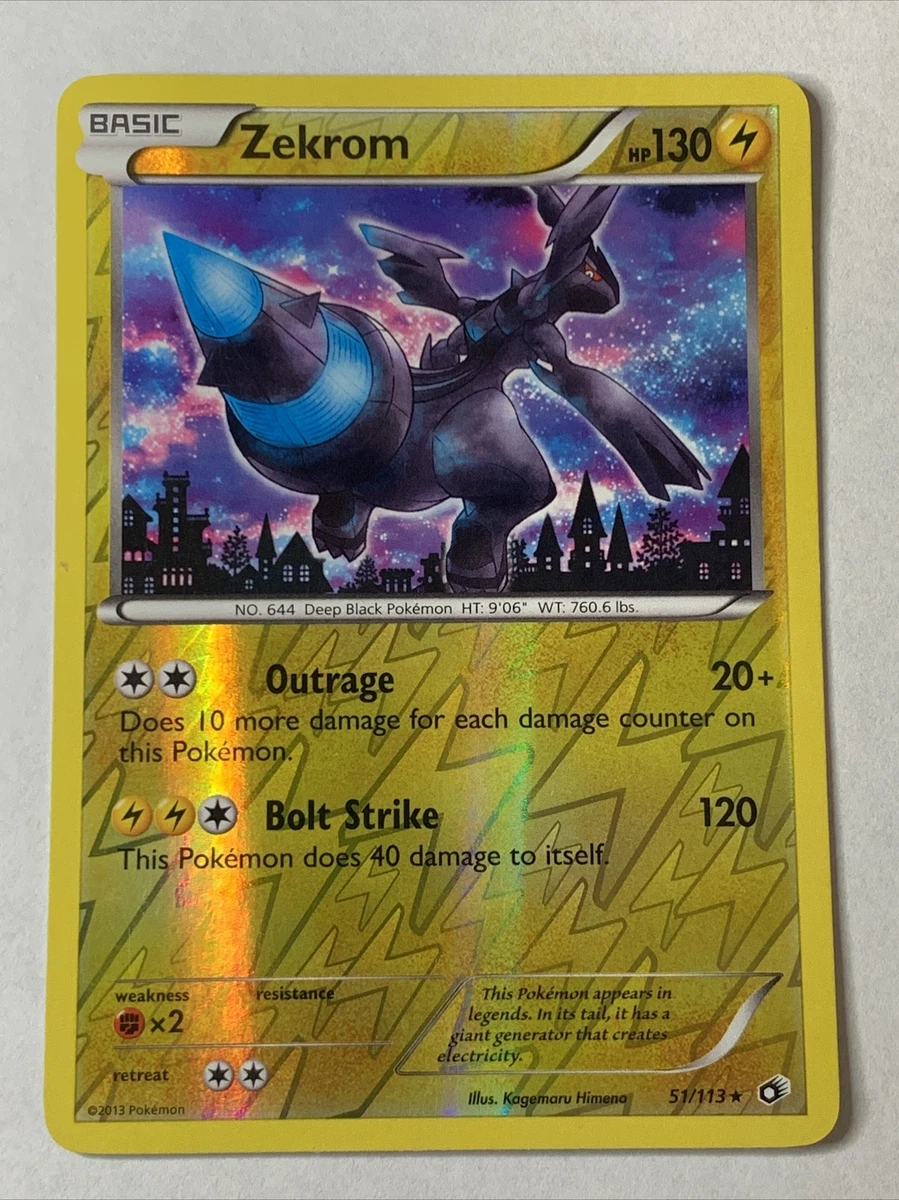 BASIC
Zekrom
HP130
NO. 644 Deep Black Pokémon HT: 9'06" WT: 760.6 lbs.
Outrage 20+
Does 10 more damage for each damage counter on
this Pokémon.
Bolt Strike 120
This Pokémon does 40 damage to itself.
weakness resistance
×2
retreat
This Pokémon appears in
legends. In its tail, it has a
giant generator that creates
electricity.
Illus. Kagemaru Himeno 51/113★
©2013 Pokémon